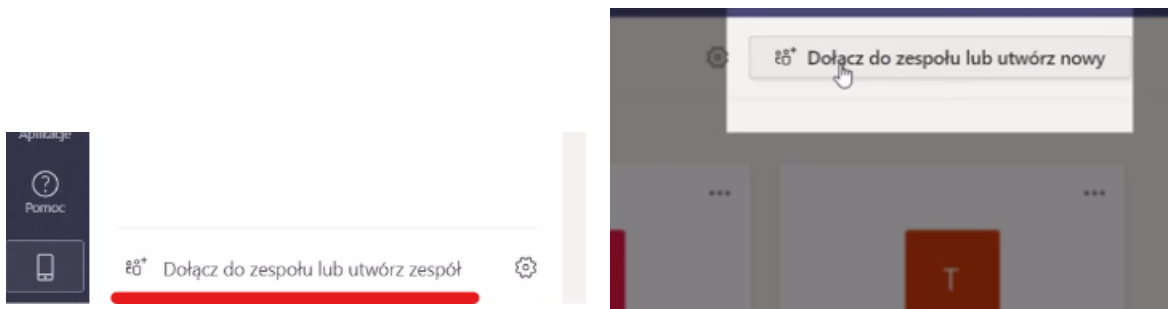 Aplikacje
Pomoc
Dołącz do zespołu lub utwórz zespół
Dołącz do zespołu lub utwórz nowy
T